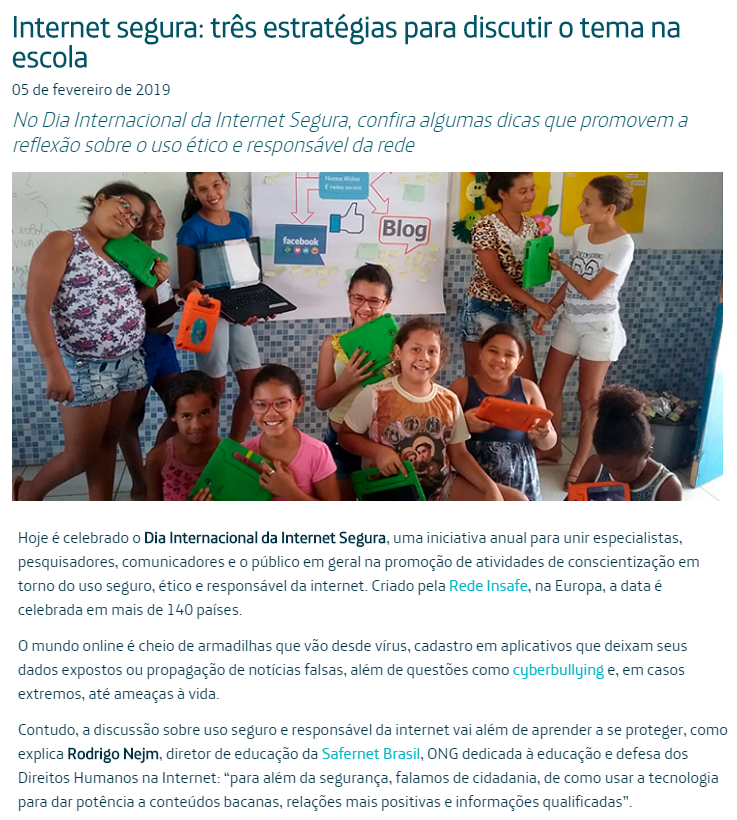 Internet segura: três estratégias para discutir o tema na
escola
05 de fevereiro de 2019
No Dia Internacional da Internet Segura, confira algumas dicas que promovem a
reflexão sobre o uso ético e responsável da rede
Nossas Mídias
E redes sociais
facebook
Blog
Hoje é celebrado o Dia Internacional da Internet Segura, uma iniciativa anual para unir especialistas,
pesquisadores, comunicadores e o público em geral na promoção de atividades de conscientização em
torno do uso seguro, ético e responsável da internet. Criado pela Rede Insafe, na Europa, a data é
celebrada em mais de 140 países.
O mundo online é cheio de armadilhas que vão desde vírus, cadastro em aplicativos que deixam seus
dados expostos ou propagação de notícias falsas, além de questões como cyberbullying e, em casos
extremos, até ameaças à vida.
Contudo, a discussão sobre uso seguro e responsável da internet vai além de aprender a se proteger, como
explica Rodrigo Nejm, diretor de educação da Safernet Brasil, ONG dedicada à educação e defesa dos
Direitos Humanos na Internet: “para além da segurança, falamos de cidadania, de como usar a tecnologia
para dar potência a conteúdos bacanas, relações mais positivas e informações qualificadas”.